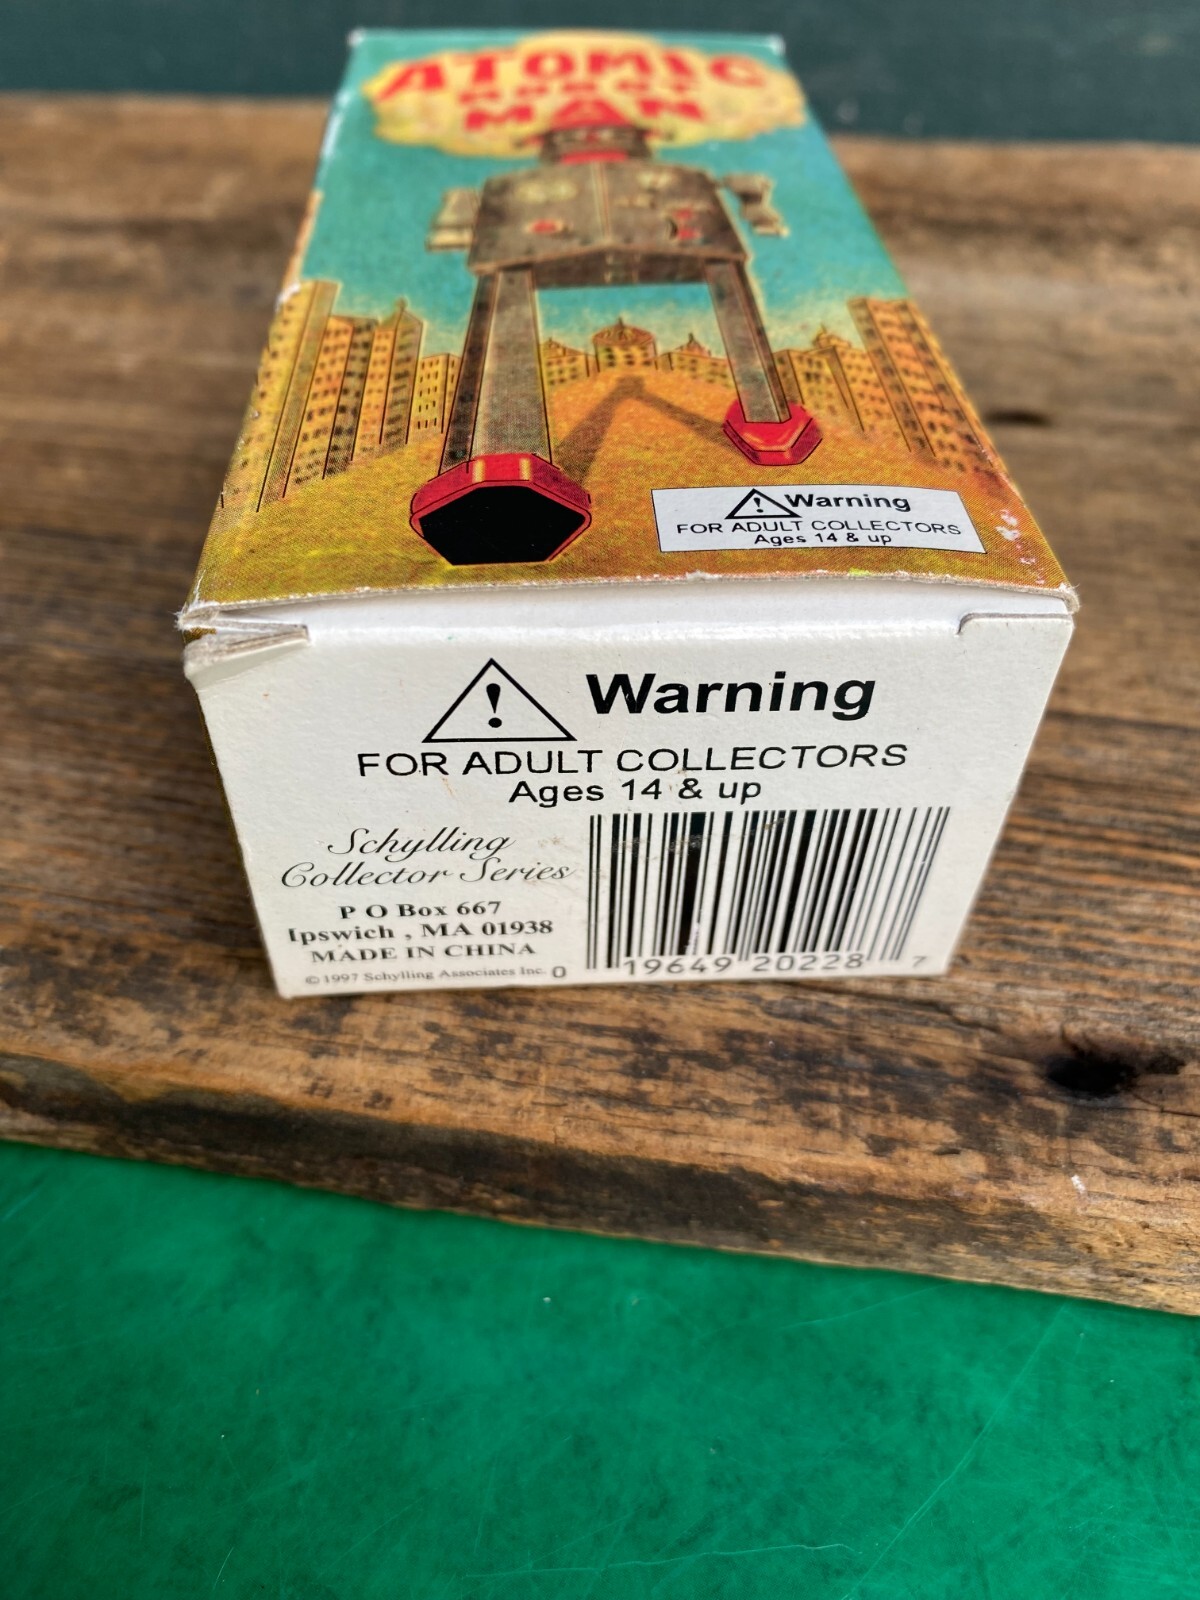 ATOMIC
ROBOT
MAN
Warning
FOR ADULT COLLECTORS
Ages 14 & up
Warning
FOR ADULT COLLECTORS
Ages 14 & up
Schylling
Collector Series
P O Box 667
Ipswich , MA 01938
MADE IN CHINA
© 1997 Schylling Associates Inc.
0 19649 20228 7